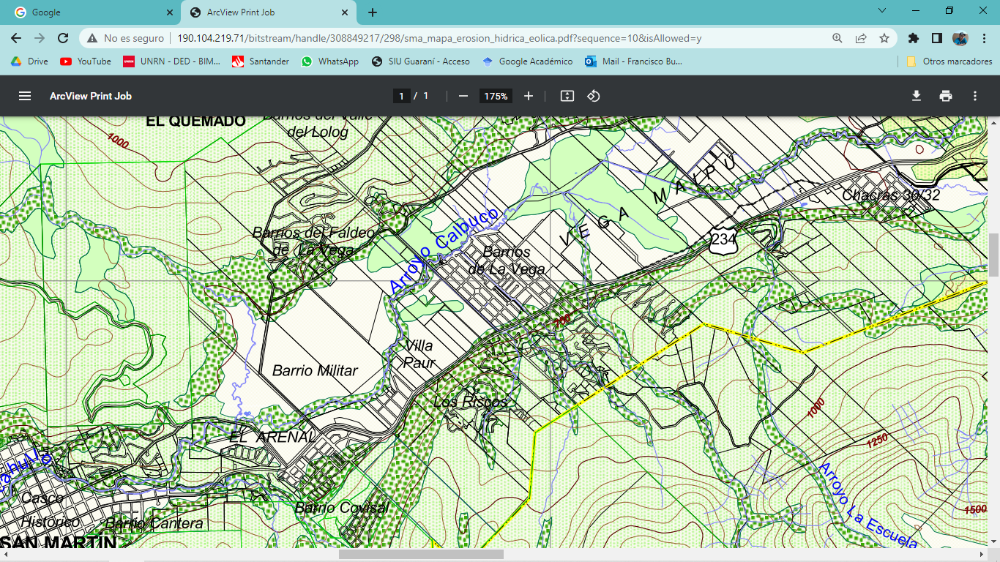 Google
ArcView Print Job
No es seguro
190.104.219.71/bitstream/handle/308849217/298/sma_mapa_erosion_hidrica_eolica.pdf?sequence=10&isAllowed=y
Drive
YouTube
UNRN - DED - BIM...
Santander
WhatsApp
SIU Guaraní - Acceso
Google Académico
Mail - Francisco Bu...
Otros marcadores
ArcView Print Job
1 / 1
175%
EL QUEMADO
Barrios del Valle
del Lolog
1000
VEGA MAIPU
Chacras 30/32
Arroyo Calbuco
Barrios del Faldeo
de La Vega
234
Barrios
de La Vega
Villa
Paur
Barrio Militar
Los Riscos
1000
EL ARENAL
1250
Arroyo La Escuela
Casco
Histórico
Barrio Covisal
1500
Barrio Cantera
SAN MARTÍN